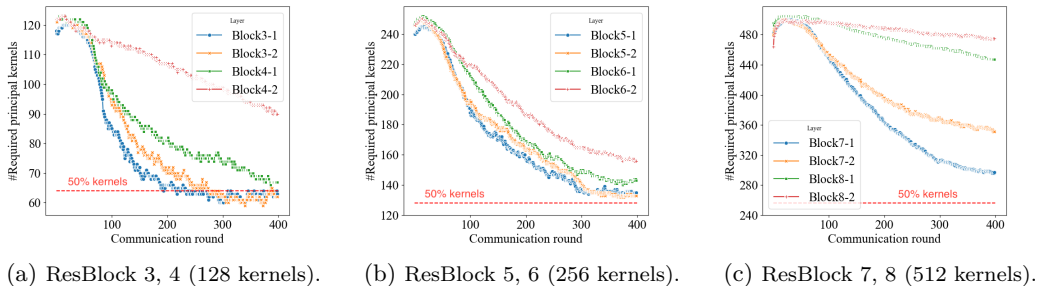 #Required principal kernels
120
110
100
90
80
70
60
Layer
Block3-1
Block3-2
Block4-1
Block4-2
50% kernels
100
200
300
400
Communication round
(a) ResBlock 3, 4 (128 kernels).
#Required principal kernels
240
220
200
180
160
140
120
Layer
Block5-1
Block5-2
Block6-1
Block6-2
50% kernels
100
200
300
400
Communication round
(b) ResBlock 5, 6 (256 kernels).
#Required principal kernels
480
440
400
360
320
280
240
Layer
Block7-1
Block7-2
Block8-1
Block8-2
50% kernels
100
200
300
400
Communication round
(c) ResBlock 7, 8 (512 kernels).